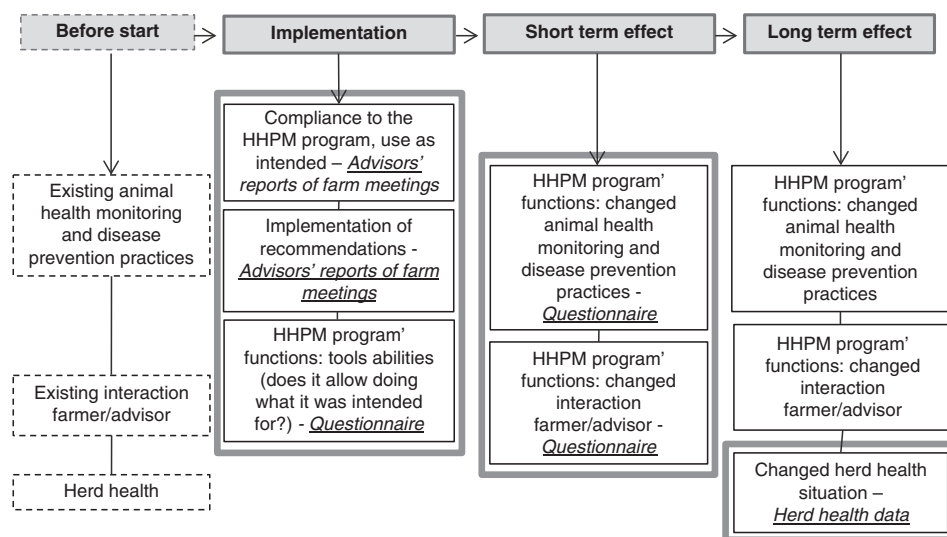 Before start
Implementation
Short term effect
Long term effect
Existing animal
health monitoring
and disease
prevention practices
Existing interaction
farmer/advisor
Herd health
Compliance to the
HHPM program, use as
intended – Advisors'
reports of farm meetings
Implementation of
recommendations -
Advisors' reports of farm
meetings
HHPM program'
functions: tools abilities
(does it allow doing
what it was intended
for?) - Questionnaire
HHPM program'
functions: changed
animal health
monitoring and
disease prevention
practices -
Questionnaire
HHPM program'
functions: changed
interaction
farmer/advisor -
Questionnaire
HHPM program'
functions: changed
animal health
monitoring and
disease prevention
practices
HHPM program'
functions: changed
interaction
farmer/advisor
Changed herd health
situation –
Herd health data